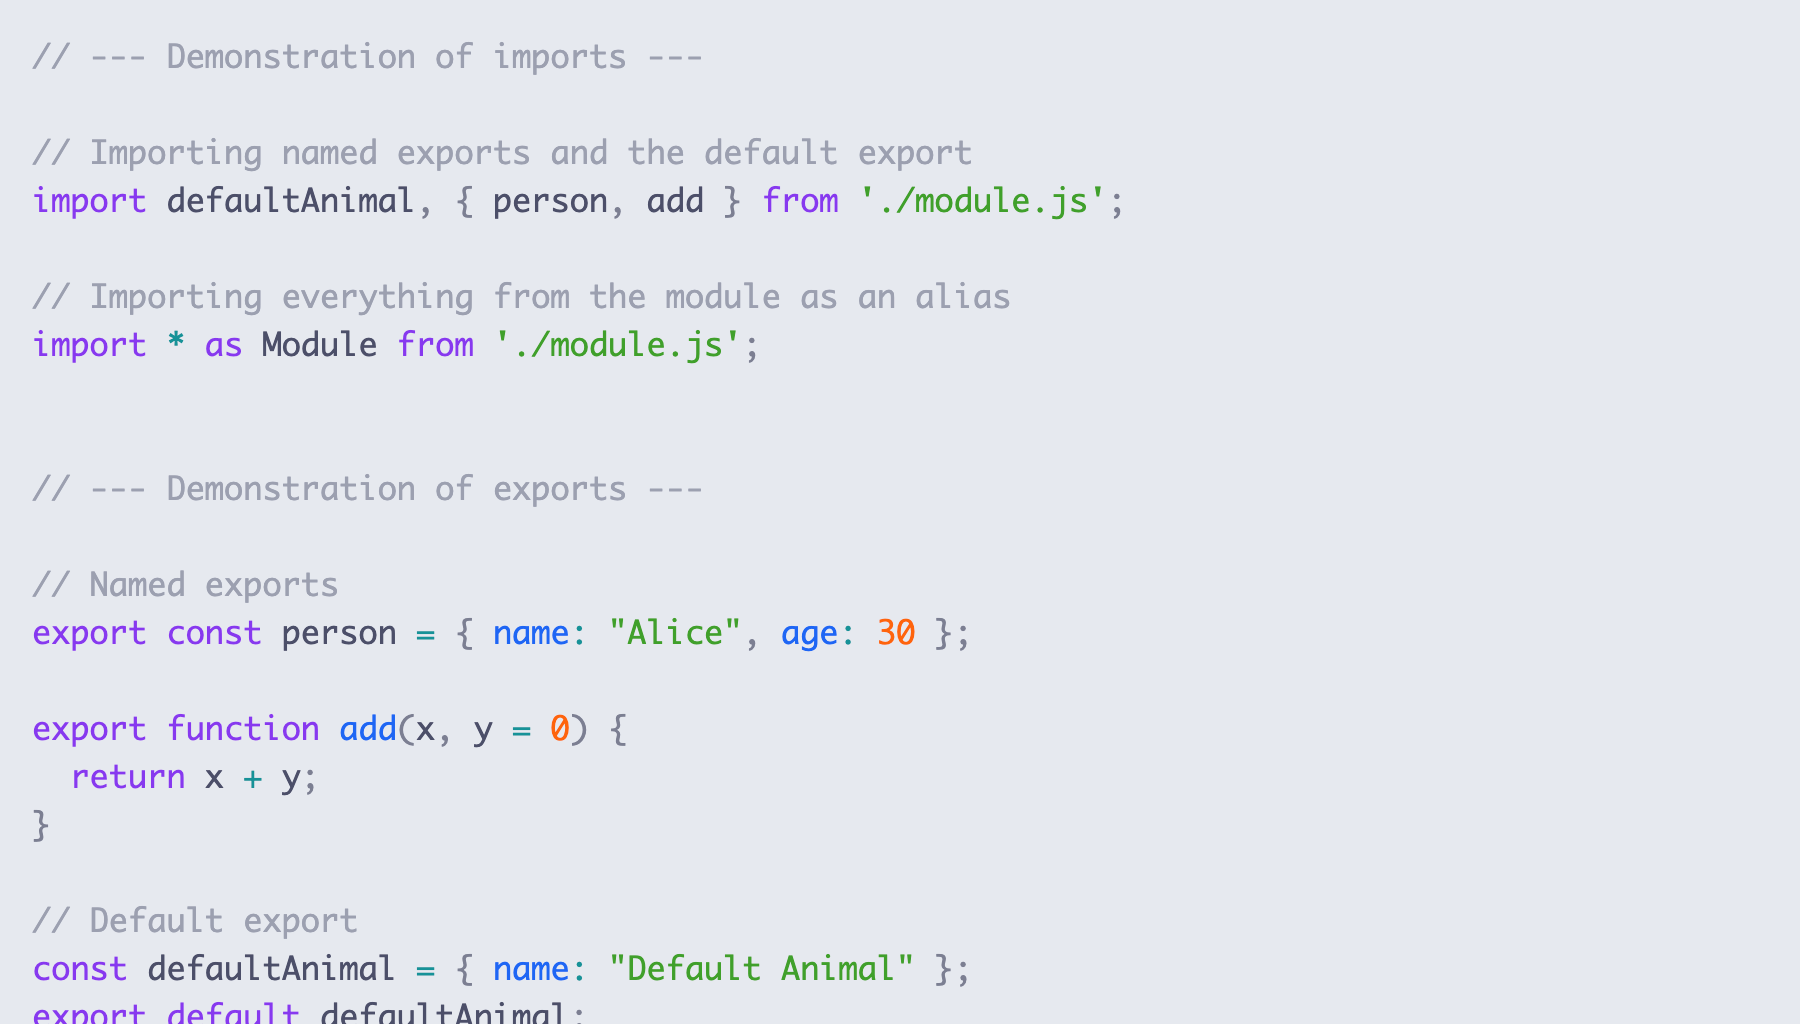 // --- Demonstration of imports ---
// Importing named exports and the default export
import defaultAnimal, { person, add } from './module.js';
// Importing everything from the module as an alias
import * as Module from './module.js';
// --- Demonstration of exports ---
// Named exports
export const person = { name: "Alice", age: 30 };
export function add(x, y = 0) {
  return x + y;
}
// Default export
const defaultAnimal = { name: "Default Animal" };
export default defaultAnimal;